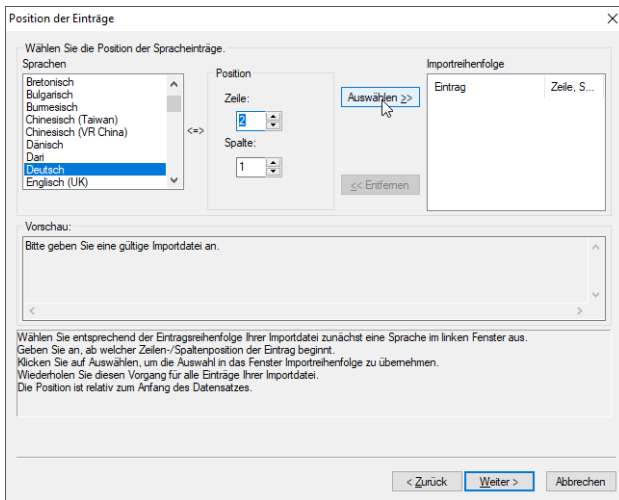 Position der Einträge
Wählen Sie die Position der Spracheinträge.
Sprachen
Bretonisch
Bulgarisch
Burmesisch
Chinesisch (Taiwan)
Chinesisch (VR China)
Dänisch
Dari
Deutsch
Englisch (UK)
<=>
Position
Zeile:
2
Spalte:
1
Auswählen >>
<< Entfernen
Importreihenfolge
Eintrag Zeile, S...
Vorschau:
Bitte geben Sie eine gültige Importdatei an.
Wählen Sie entsprechend der Eintragsreihenfolge Ihrer Importdatei zunächst eine Sprache im linken Fenster aus.
Geben Sie an, ab welcher Zeilen-/Spaltenposition der Eintrag beginnt.
Klicken Sie auf Auswählen, um die Auswahl in das Fenster Importreihenfolge zu übernehmen.
Wiederholen Sie diesen Vorgang für alle Einträge Ihrer Importdatei.
Die Position ist relativ zum Anfang des Datensatzes.
< Zurück Weiter > Abbrechen